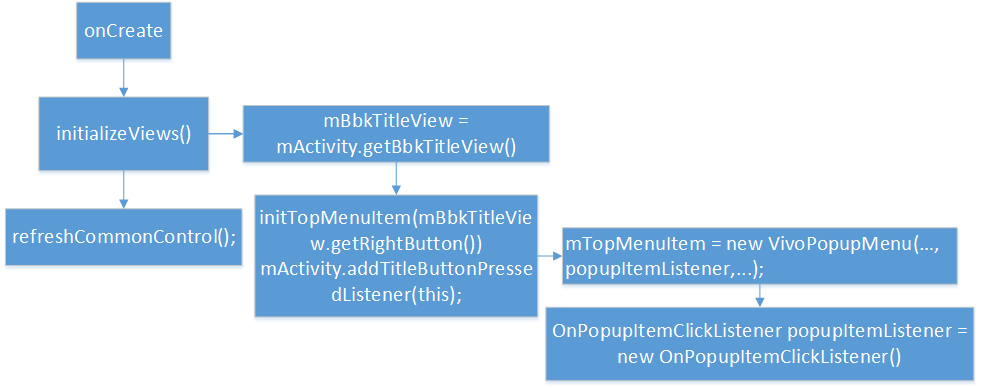 onCreate
initializeViews()
mBbkTitleView =
mActivity.getBbkTitleView()
refreshCommonControl();
initTopMenuItem(mBbkTitleVie
w.getRightButton())
mActivity.addTitleButtonPresse
dListener(this);
mTopMenuItem = new VivoPopupMenu(...,
popupItemListener,...);
OnPopupItemClickListener popupItemListener =
new OnPopupItemClickListener()